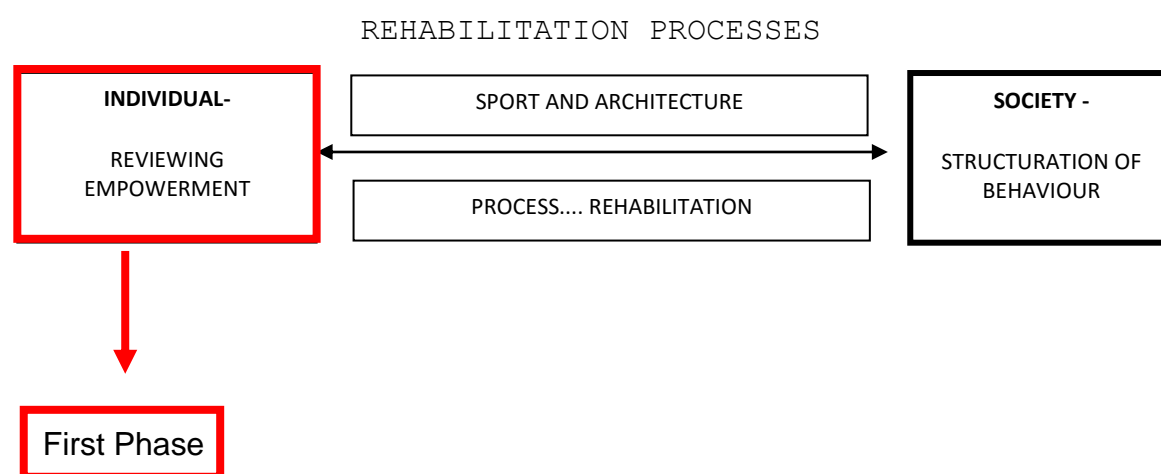 REHABILITATION PROCESSES
INDIVIDUAL-
REVIEWING
EMPOWERMENT
SPORT AND ARCHITECTURE
PROCESS.... REHABILITATION
SOCIETY -
STRUCTURATION OF
BEHAVIOUR
First Phase